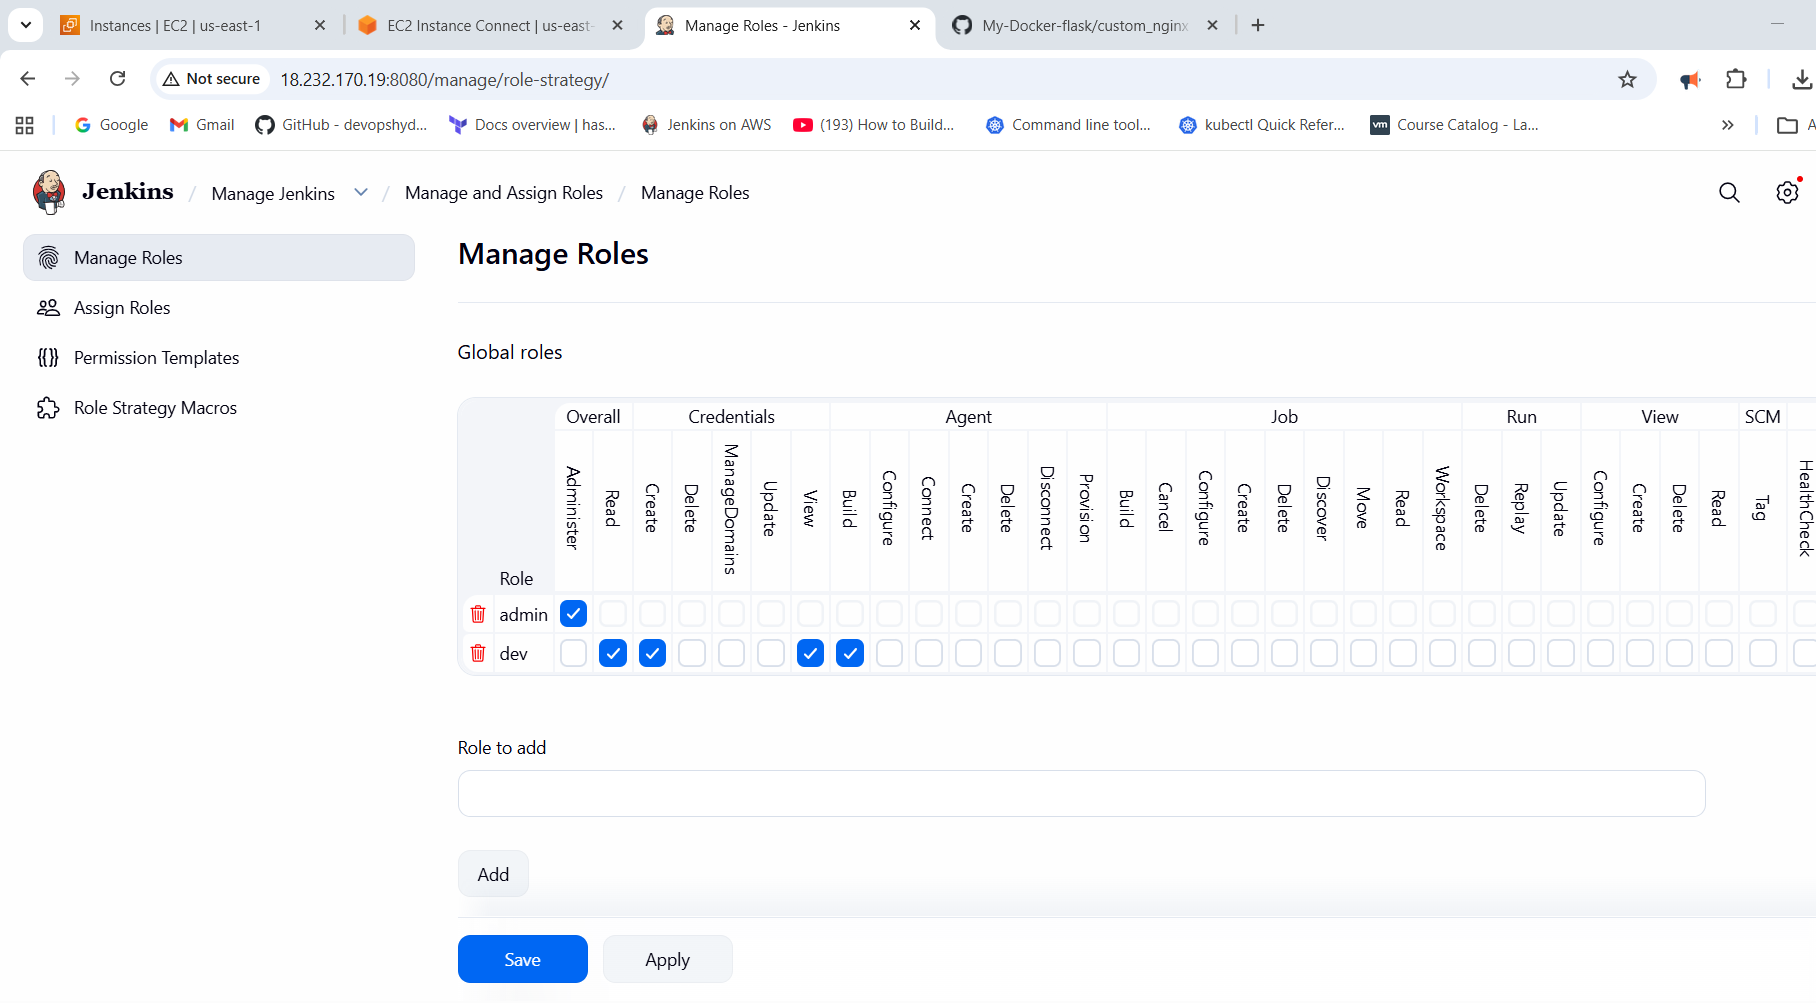 Instances | EC2 | us-east-1
EC2 Instance Connect | us-east-
Manage Roles - Jenkins
My-Docker-flask/custom_nginx
Not secure
18.232.170.19:8080/manage/role-strategy/
Google
Gmail
GitHub - devopshyd...
Docs overview | has...
Jenkins on AWS
(193) How to Build...
Command line tool...
kubectl Quick Refer...
vm
Course Catalog - La...
A
Jenkins / Manage Jenkins / Manage and Assign Roles / Manage Roles
Manage Roles
Assign Roles
Permission Templates
Role Strategy Macros
Manage Roles
Global roles
Overall Credentials Agent Job Run View SCM
Role Administer Read Create Delete ManageDomains Update View Build Configure Connect Create Delete Disconnect Provision Build Cancel Configure Create Delete Discover Move Read Workspace Delete Replay Update Configure Create Delete Read Tag HealthCheck
admin
dev
Role to add
Add
Save
Apply